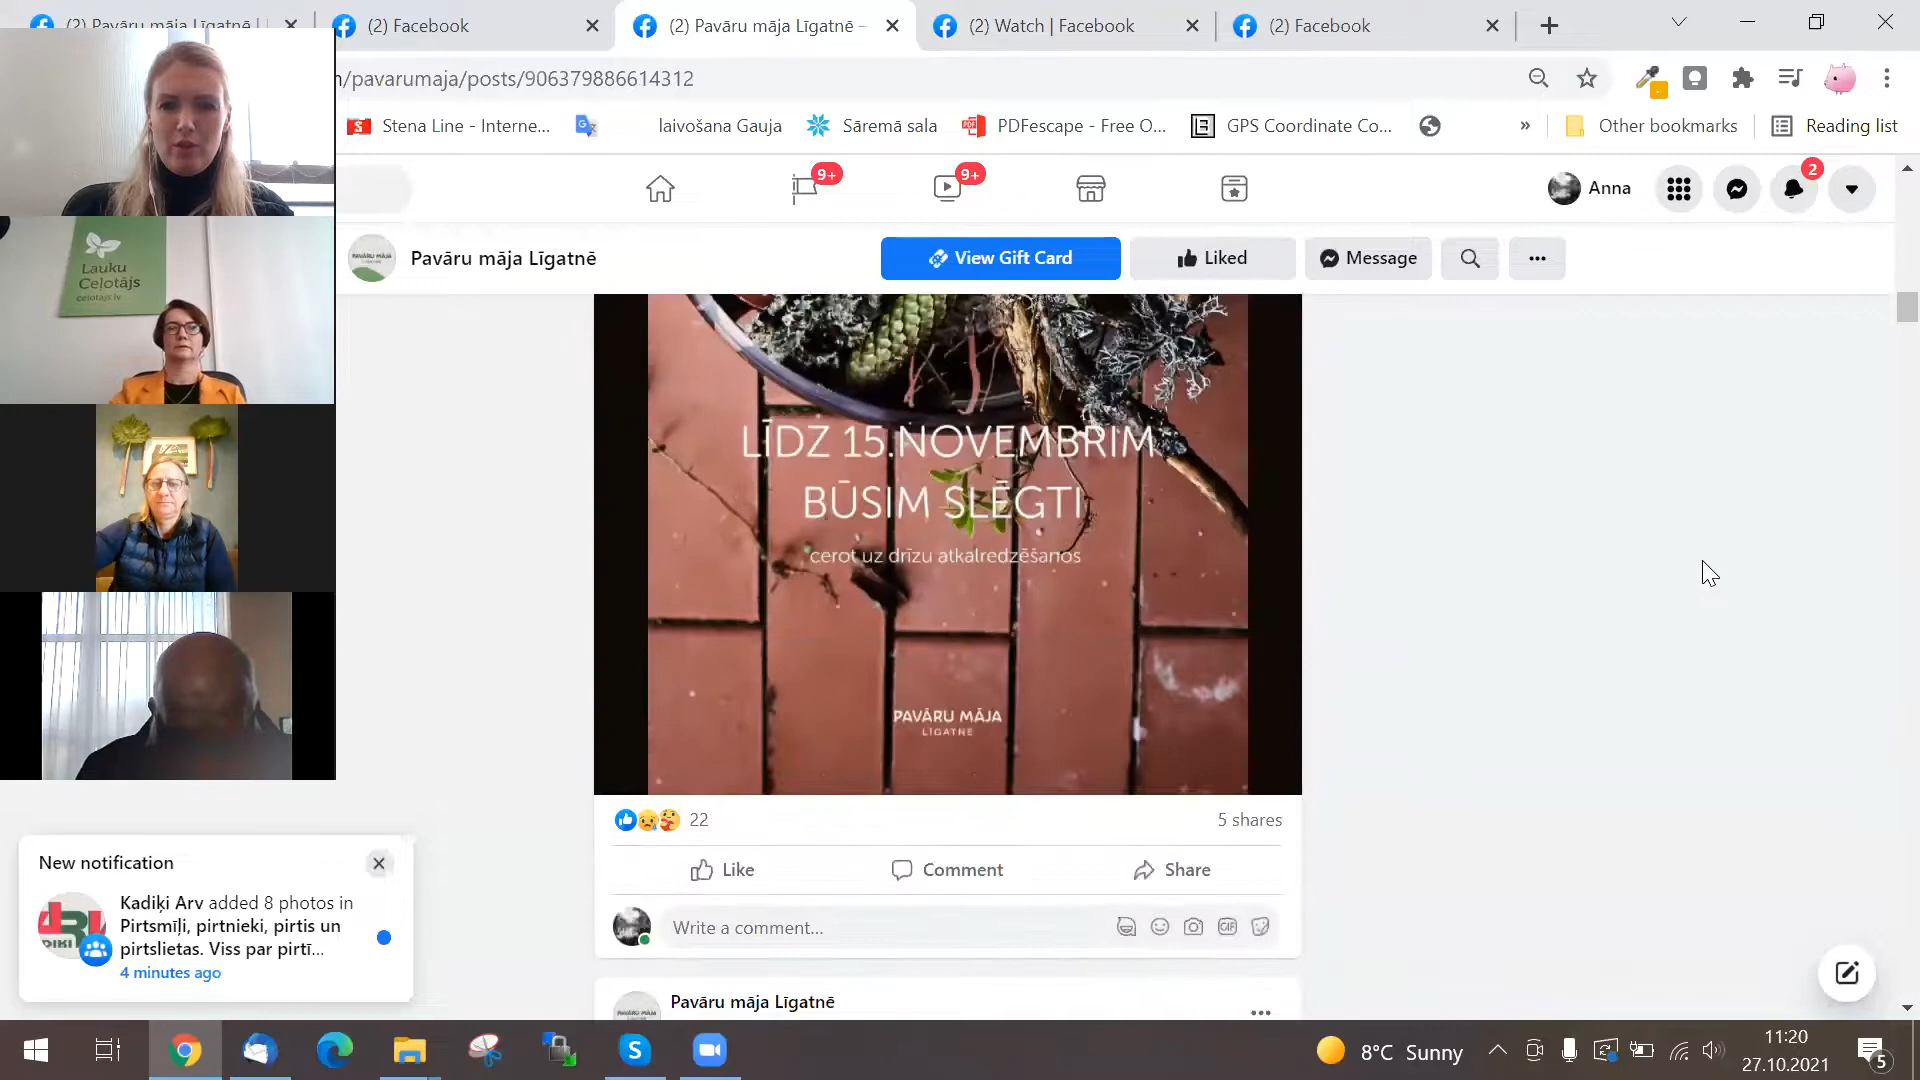 (2) Pavāru māja Līgatnē |
(2) Facebook
(2) Pavāru māja Līgatnē –
(2) Watch | Facebook
(2) Facebook
/pavarumaja/posts/906379886614312
Stena Line - Interne...
laivošana Gauja
Sāremā sala
PDFescape - Free O...
GPS Coordinate Co...
»
Other bookmarks
Reading list
9+
9+
Anna
2
Pavāru māja Līgatnē
View Gift Card
Liked
Message
Lauku
Ceļotājs
celotajs.lv
LĪDZ 15.NOVEMBRIM
BŪSIM SLĒGTI
cerot uz drīzu atkalredzēšanos
PAVĀRU MĀJA
LĪGATNE
22
5 shares
Like
Comment
Share
Write a comment...
GIF
New notification
Kadiķi Arv added 8 photos in
Pirtsmīļi, pirtnieki, pirtis un
pirtslietas. Viss par pirtī...
4 minutes ago
Pavāru māja Līgatnē
8°C Sunny
11:20
27.10.2021
5